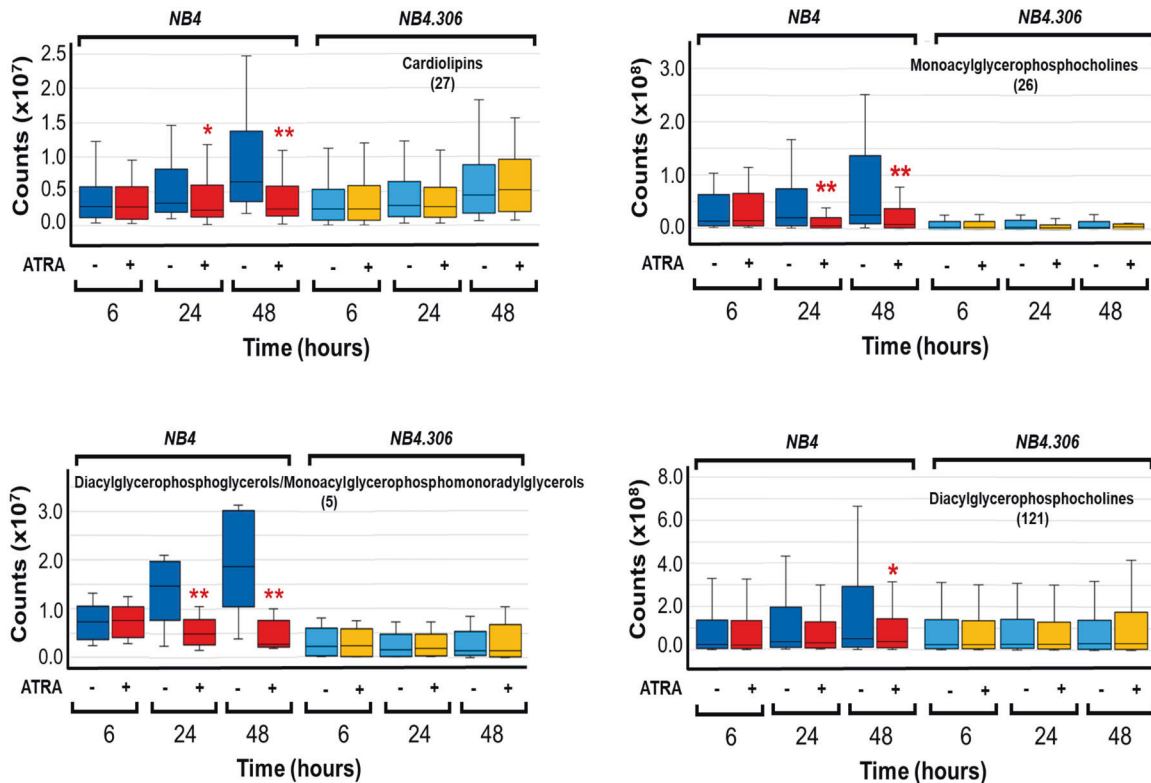 NB4 NB4.306
Cardiolipins
(27)
Counts (x10⁷)
2.5
2.0
1.5
1.0
0.5
0.0
* **
ATRA - + - + - + - + - + - +
6 24 48 6 24 48
Time (hours)
NB4 NB4.306
Monoacylglycerophosphocholines
(26)
Counts (x10⁸)
3.0
2.0
1.0
0.0
** **
ATRA - + - + - + - + - + - +
6 24 48 6 24 48
Time (hours)
NB4 NB4.306
Diacylglycerophosphoglycerols/Monoacylglycerophosphomonoradylglycerols
(5)
Counts (x10⁷)
3.0
2.0
1.0
0.0
** **
ATRA - + - + - + - + - + - +
6 24 48 6 24 48
Time (hours)
NB4 NB4.306
Diacylglycerophosphocholines
(121)
Counts (x10⁸)
8.0
6.0
4.0
2.0
0.0
*
ATRA - + - + - + - + - + - +
6 24 48 6 24 48
Time (hours)